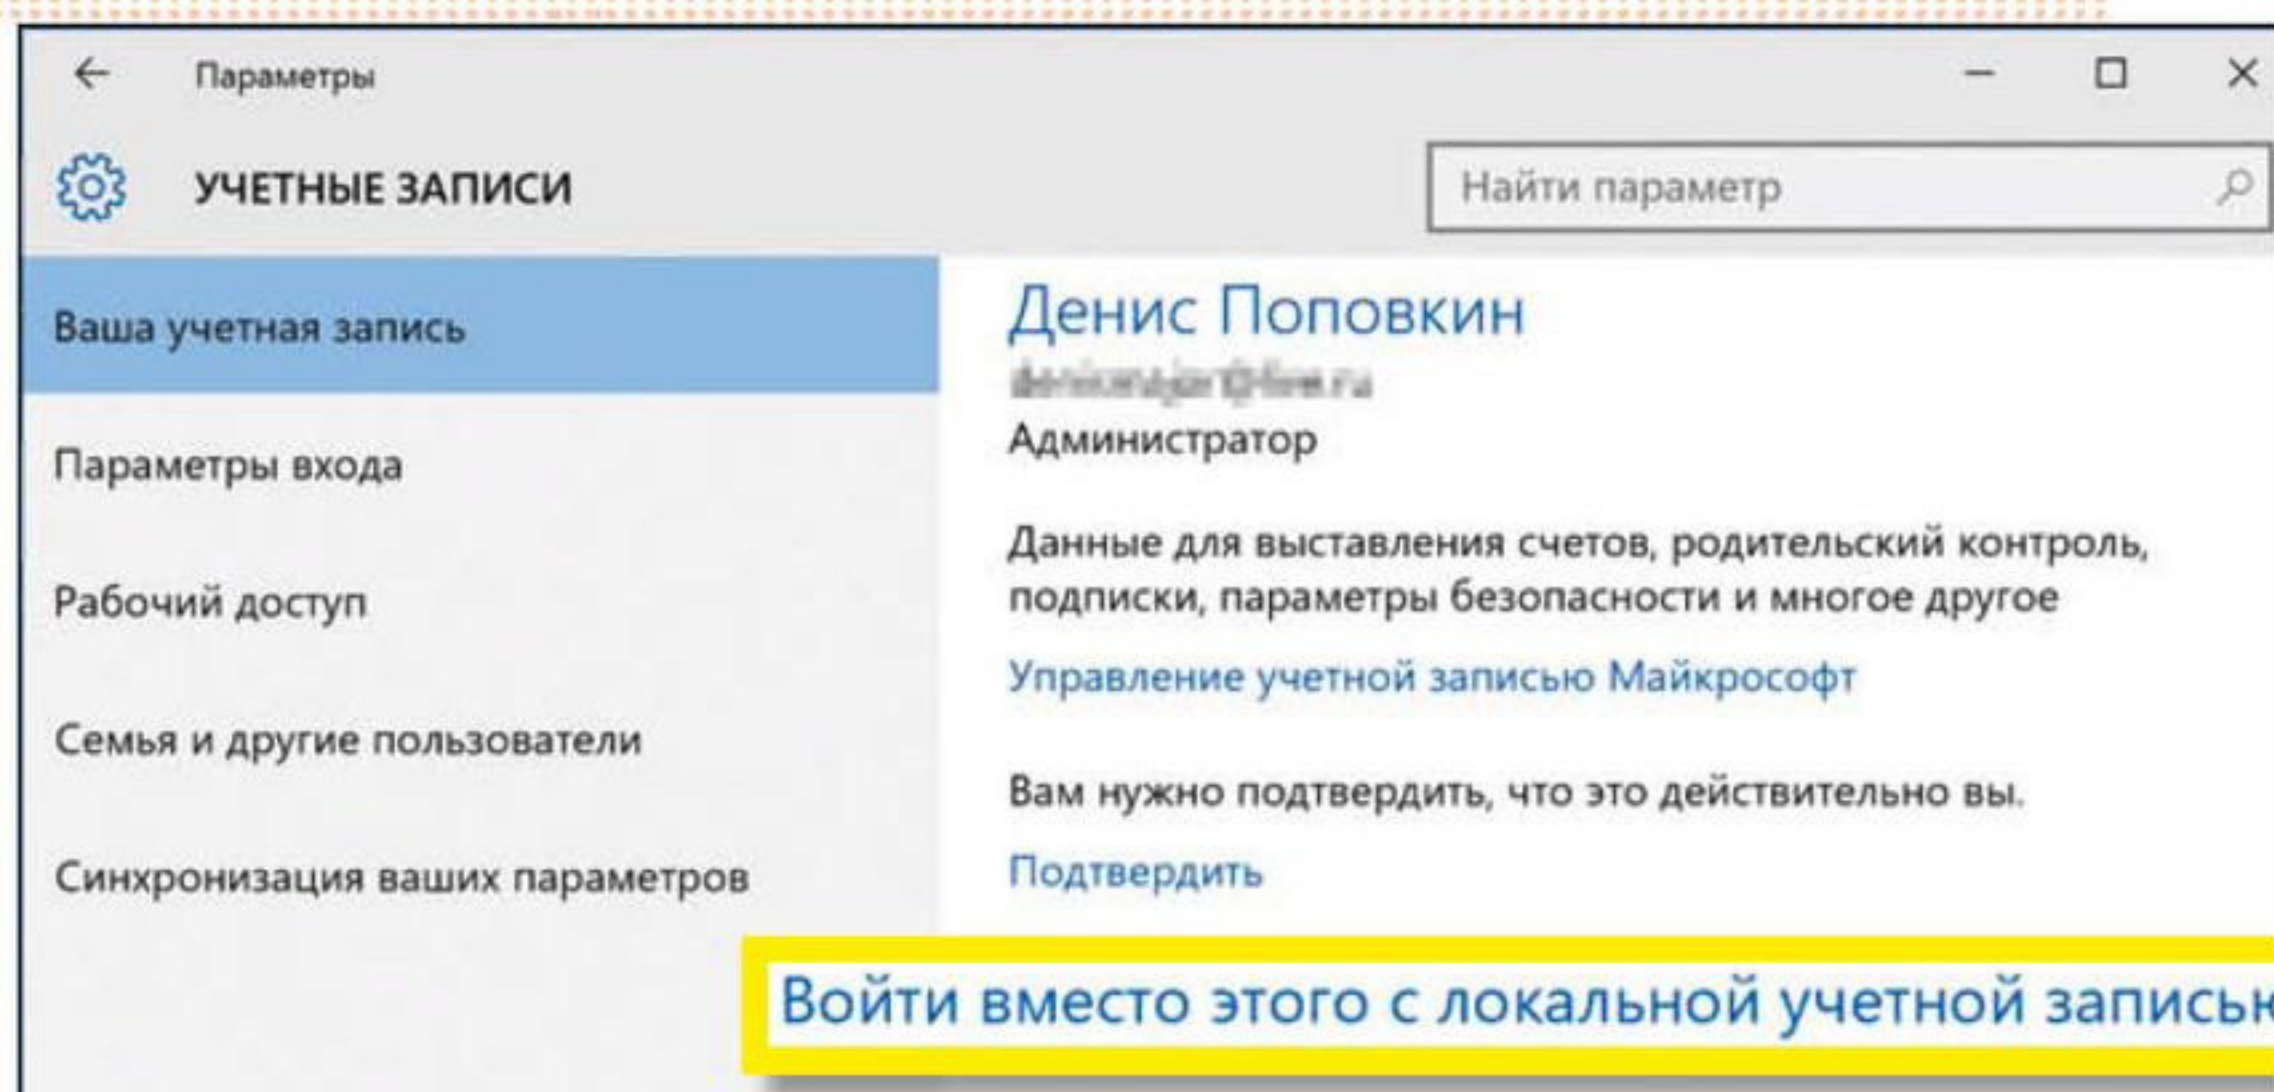 Параметры
УЧЕТНЫЕ ЗАПИСИ
Найти параметр
Ваша учетная запись
Параметры входа
Рабочий доступ
Семья и другие пользователи
Синхронизация ваших параметров
Денис Поповкин
Администратор
Данные для выставления счетов, родительский контроль,
подписки, параметры безопасности и многое другое
Управление учетной записью Майкрософт
Вам нужно подтвердить, что это действительно вы.
Подтвердить
Войти вместо этого с локальной учетной